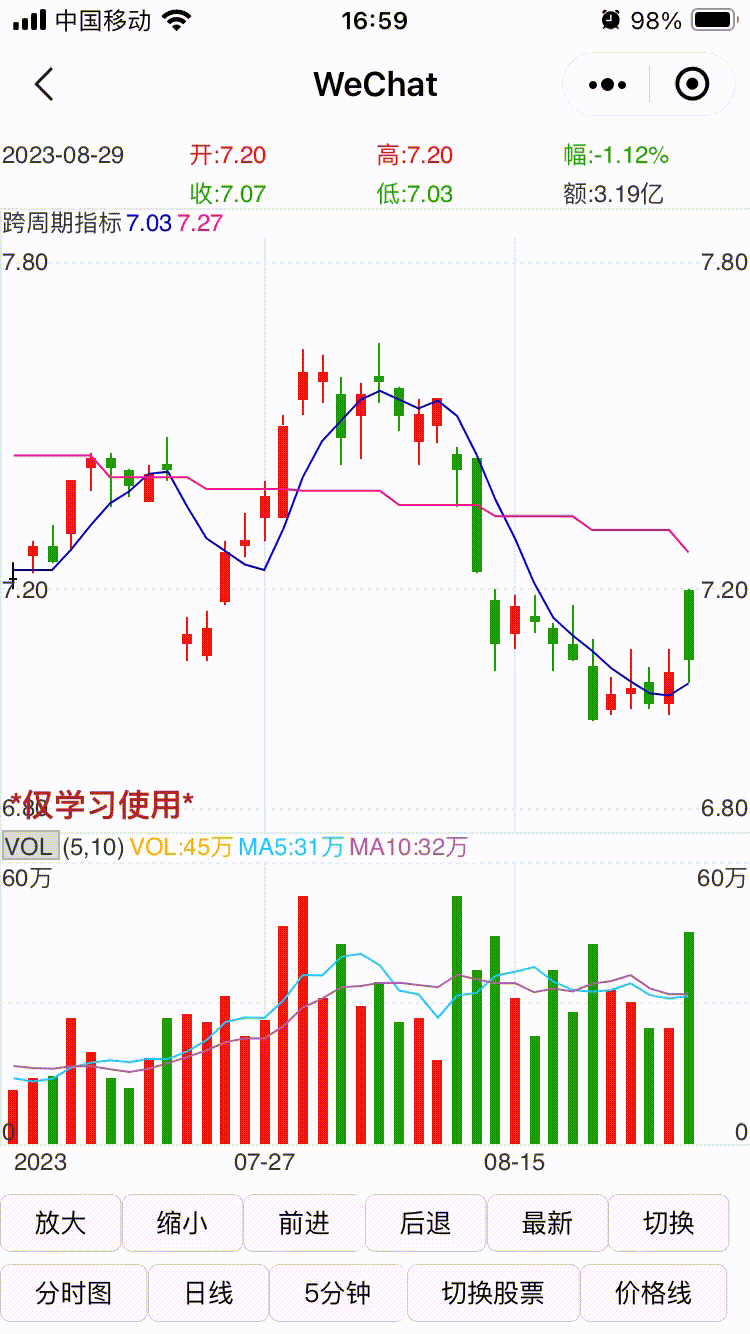 中国移动 16:59 98%
WeChat
2023-08-29 开:7.20 高:7.20 幅:-1.12%
收:7.07 低:7.03 额:3.19亿
跨周期指标 7.03 7.27
7.80 7.80
7.20 7.20
6.80 *仅学习使用* 6.80
VOL (5,10) VOL:45万 MA5:31万 MA10:32万
60万 60万
0 0
2023 07-27 08-15
放大 缩小 前进 后退 最新 切换
分时图 日线 5分钟 切换股票 价格线